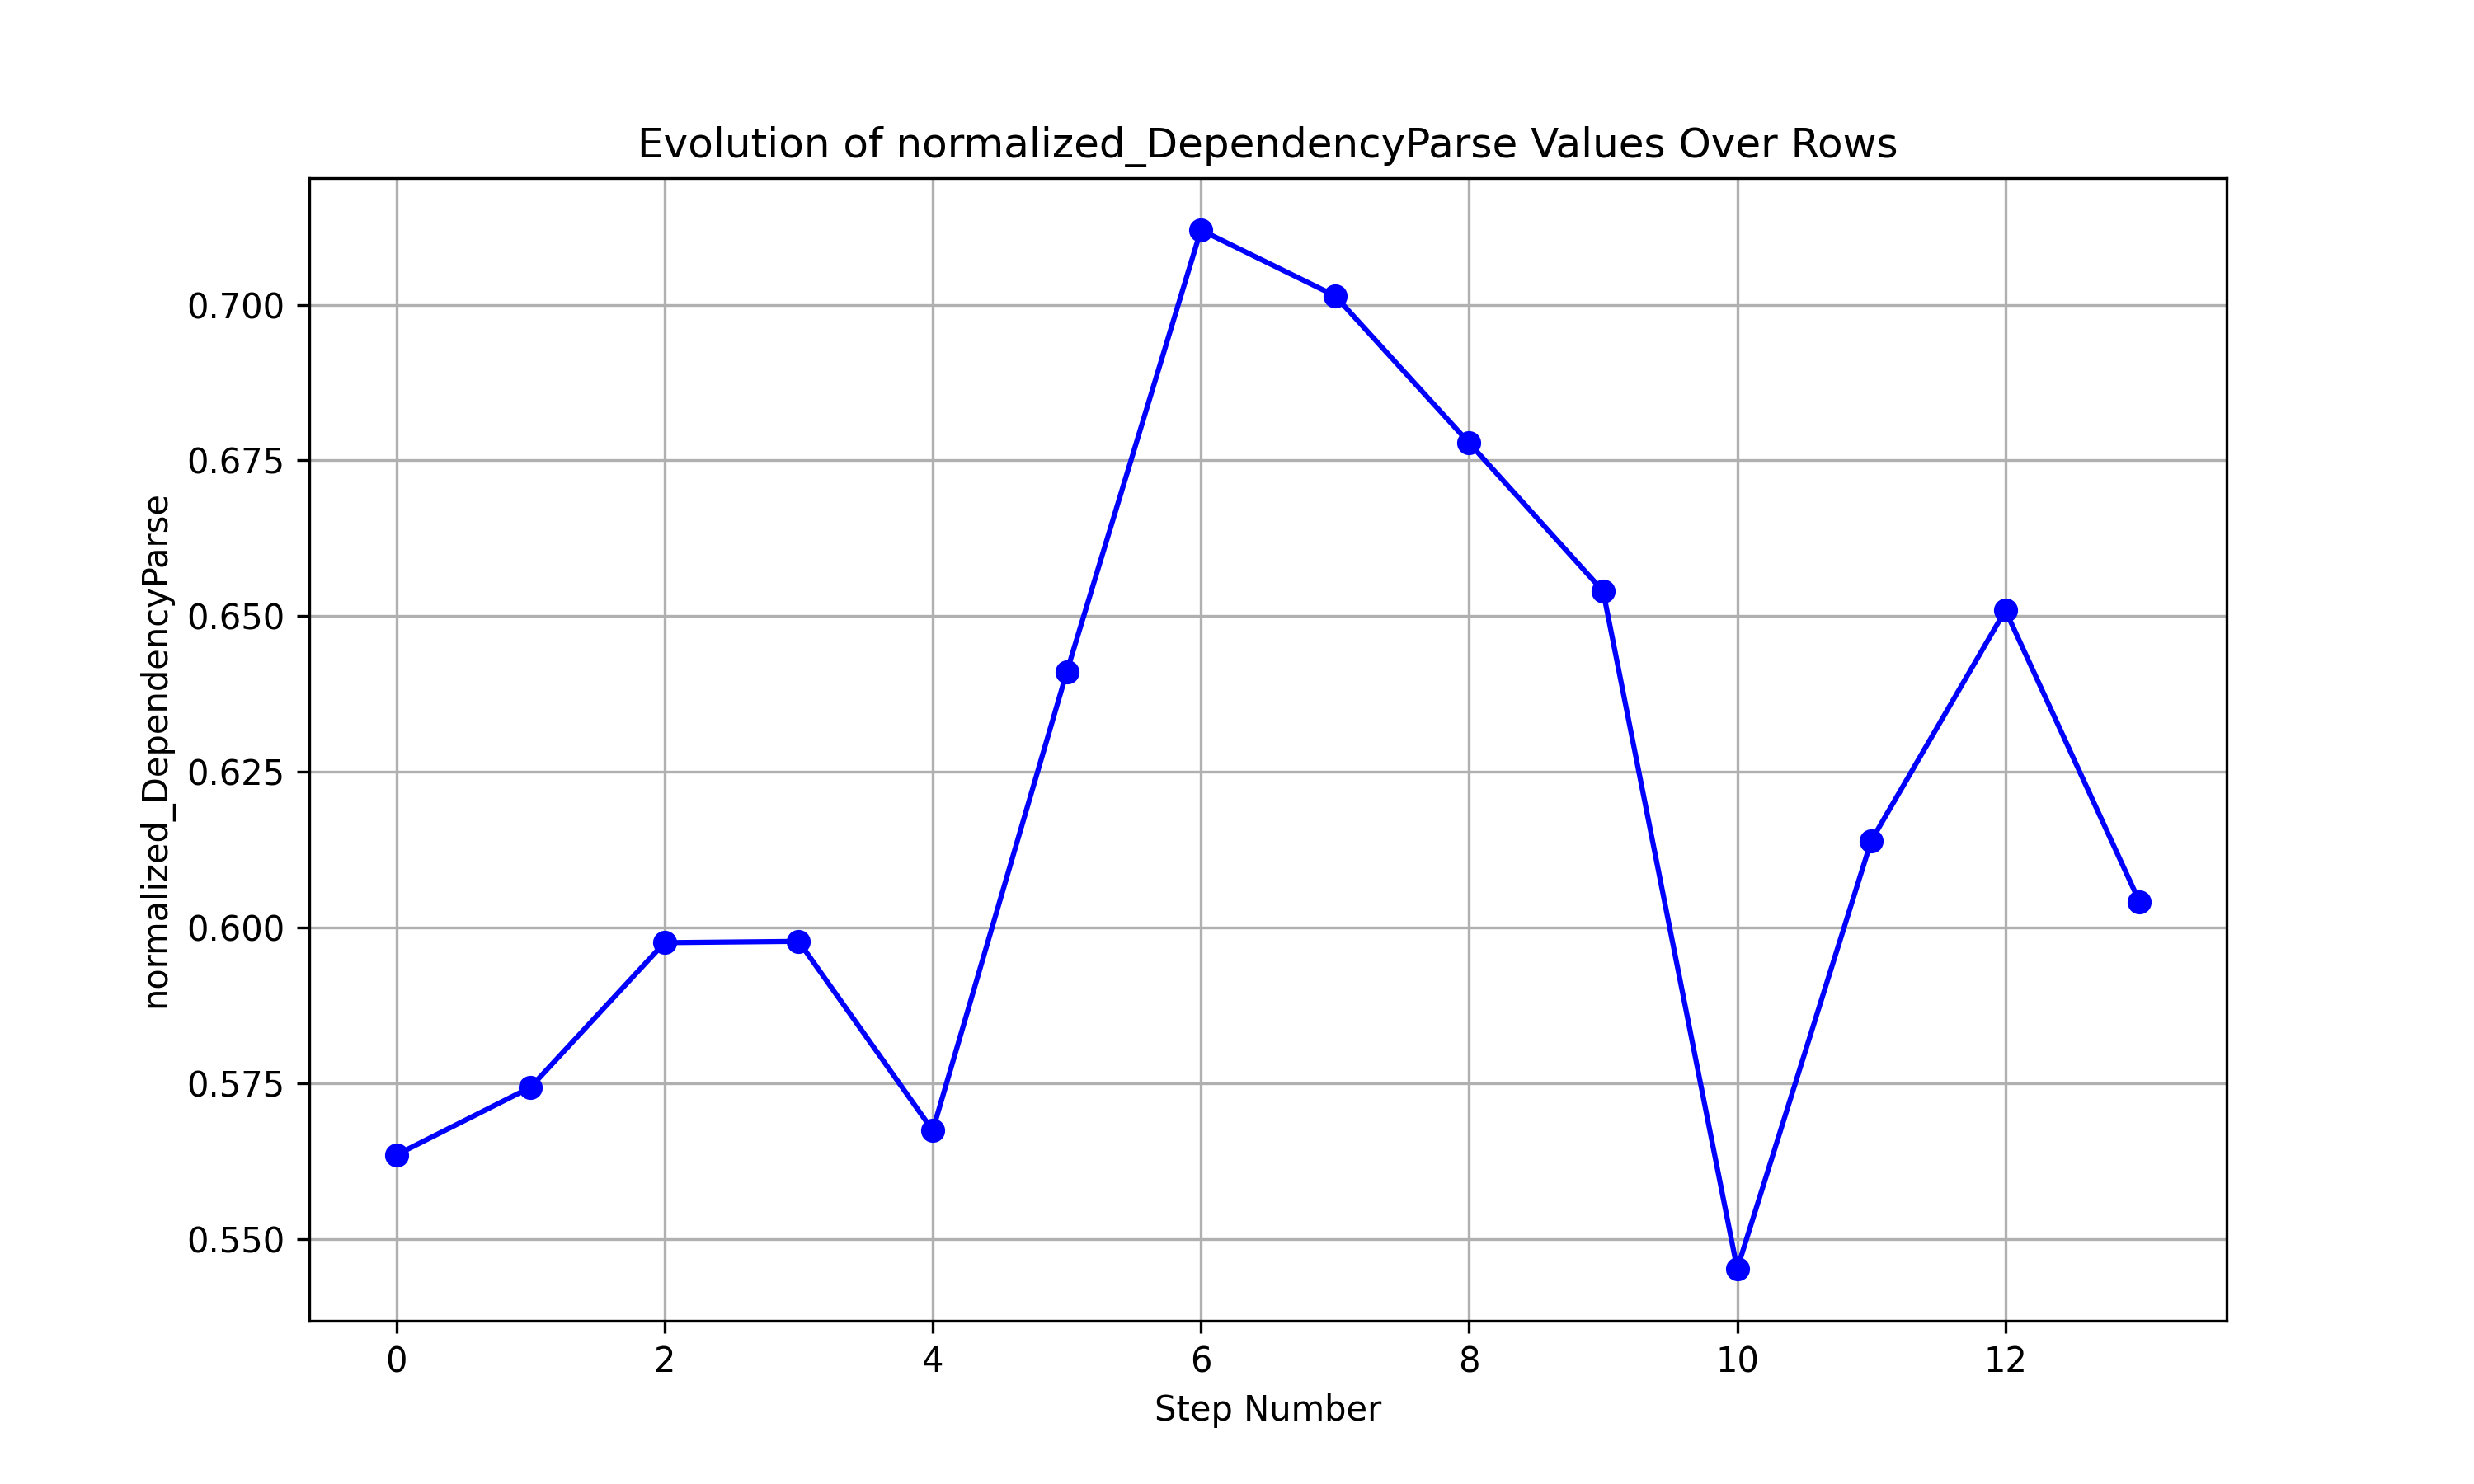 Evolution of normalized_DependencyParse Values Over Rows
normalized_DependencyParse
0.700
0.675
0.650
0.625
0.600
0.575
0.550
0 2 4 6 8 10 12
Step Number